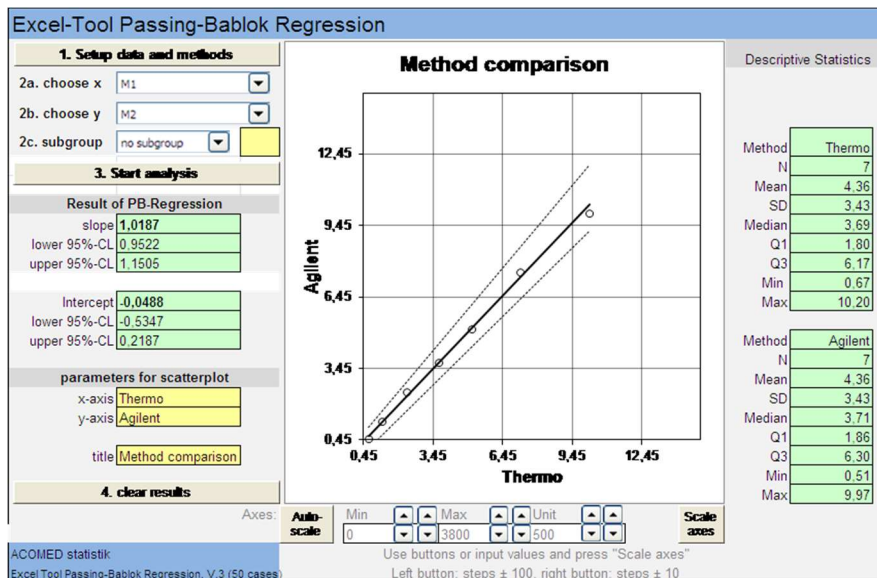 Excel-Tool Passing-Bablok Regression
1. Setup data and methods
2a. choose x M1
2b. choose y M2
2c. subgroup no subgroup
3. Start analysis
Result of PB-Regression
slope 1,0187
lower 95%-CL 0,9522
upper 95%-CL 1,1505
Intercept -0,0488
lower 95%-CL -0,5347
upper 95%-CL 0,2187
parameters for scatterplot
x-axis Thermo
y-axis Agilent
title Method comparison
4. clear results
Method comparison
12,45
9,45
6,45
3,45
0,45
Agilent
0,45 3,45 6,45 9,45 12,45
Thermo
Descriptive Statistics
Method Thermo
N 7
Mean 4,36
SD 3,43
Median 3,69
Q1 1,80
Q3 6,17
Min 0,67
Max 10,20
Method Agilent
N 7
Mean 4,36
SD 3,43
Median 3,71
Q1 1,86
Q3 6,30
Min 0,51
Max 9,97
Axes: Auto-scale Min Max Unit Scale axes
0 3800 500
Use buttons or input values and press "Scale axes"
Left button: steps ± 100, right button: steps ± 10
ACOMED statistik
Excel Tool Passing-Bablok Regression, V.3 (50 cases)